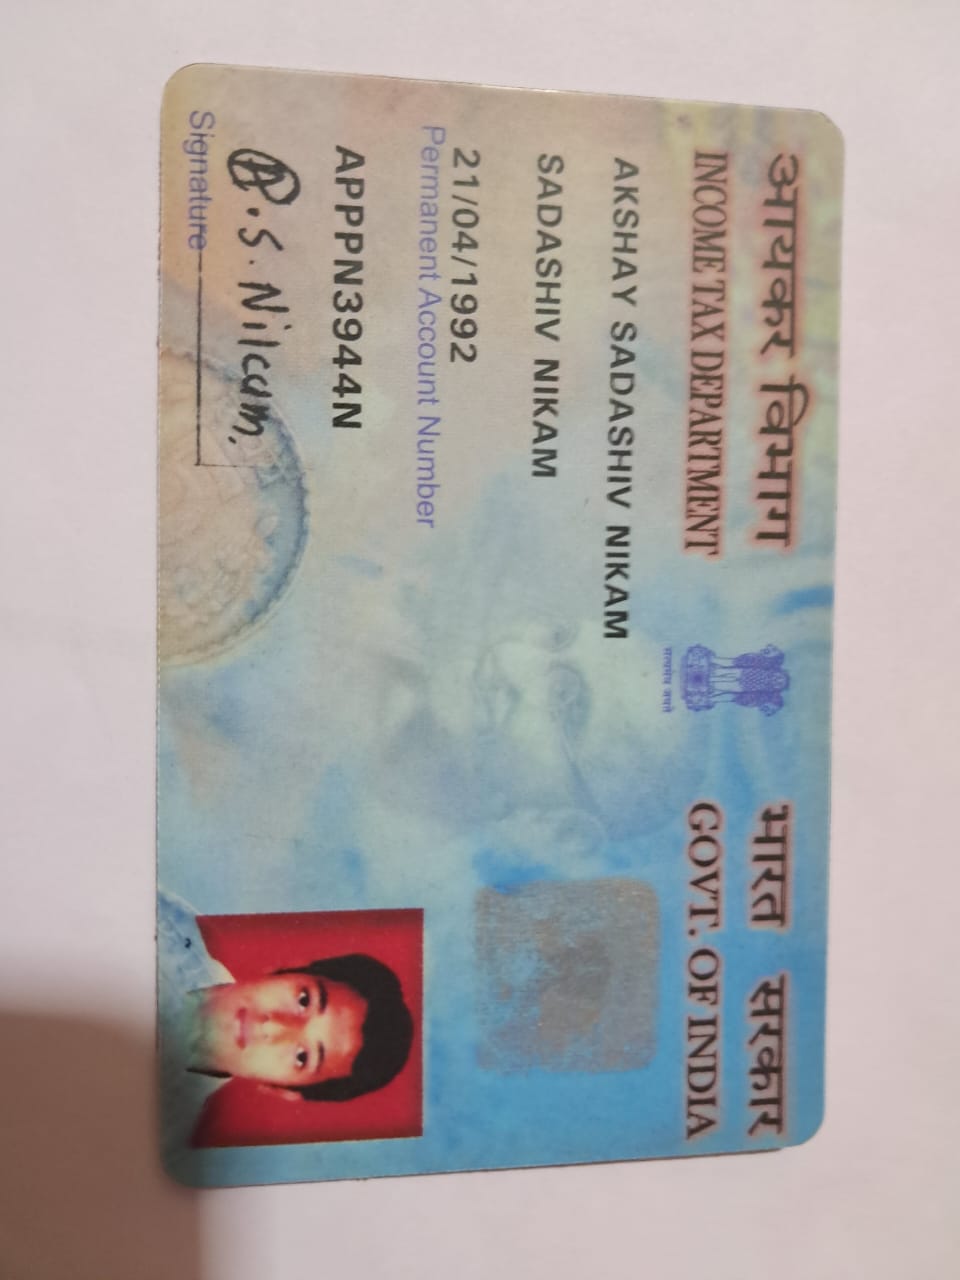 आयकर विभाग
INCOME TAX DEPARTMENT
सत्यमेव जयते
भारत सरकार
GOVT. OF INDIA
AKSHAY SADASHIV NIKAM
SADASHIV NIKAM
21/04/1992
Permanent Account Number
APPPN3944N
A.S.Nikam.
Signature